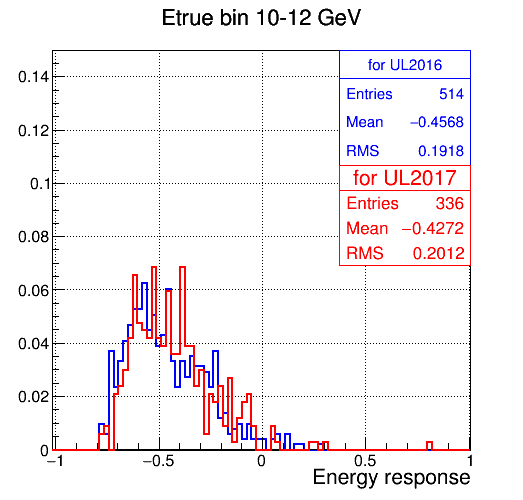 Etrue bin 10-12 GeV
for UL2016
Entries 514
Mean −0.4568
RMS 0.1918
for UL2017
Entries 336
Mean −0.4272
RMS 0.2012
0.14
0.12
0.1
0.08
0.06
0.04
0.02
0
−1 −0.5 0 0.5 1
Energy response